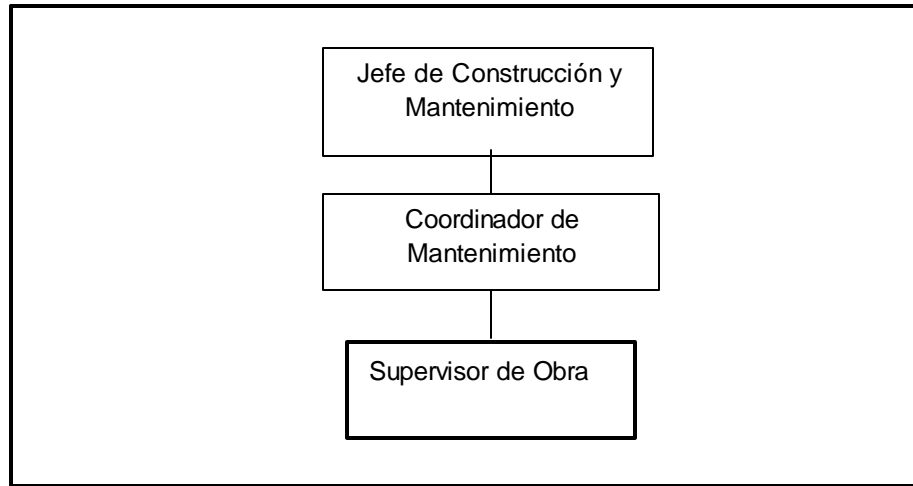 Jefe de Construcción y
Mantenimiento
Coordinador de
Mantenimiento
Supervisor de Obra